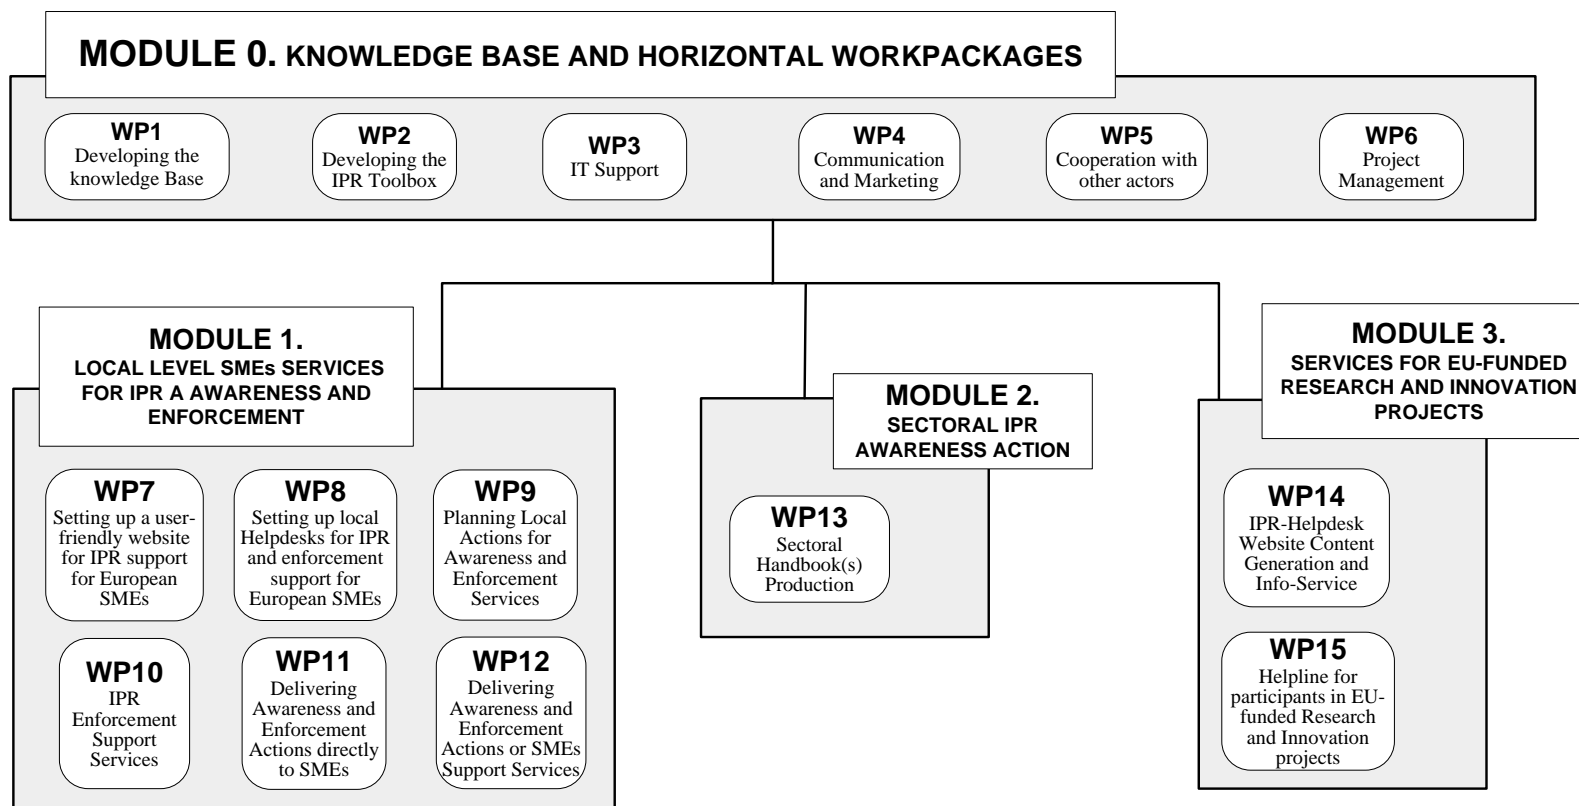 MODULE 0. KNOWLEDGE BASE AND HORIZONTAL WORKPACKAGES
WP1
Developing the
knowledge Base
WP2
Developing the
IPR Toolbox
WP3
IT Support
WP4
Communication
and Marketing
WP5
Cooperation with
other actors
WP6
Project
Management
MODULE 1.
LOCAL LEVEL SMEs SERVICES
FOR IPR A AWARENESS AND
ENFORCEMENT
WP7
Setting up a user-
friendly website
for IPR support
for European
SMEs
WP8
Setting up local
Helpdesks for IPR
and enforcement
support for
European SMEs
WP9
Planning Local
Actions for
Awareness and
Enforcement
Services
WP10
IPR
Enforcement
Support
Services
WP11
Delivering
Awareness and
Enforcement
Actions directly
to SMEs
WP12
Delivering
Awareness and
Enforcement
Actions or SMEs
Support Services
MODULE 2.
SECTORAL IPR
AWARENESS ACTION
WP13
Sectoral
Handbook(s)
Production
MODULE 3.
SERVICES FOR EU-FUNDED
RESEARCH AND INNOVATION
PROJECTS
WP14
IPR-Helpdesk
Website Content
Generation and
Info-Service
WP15
Helpline for
participants in EU-
funded Research
and Innovation
projects